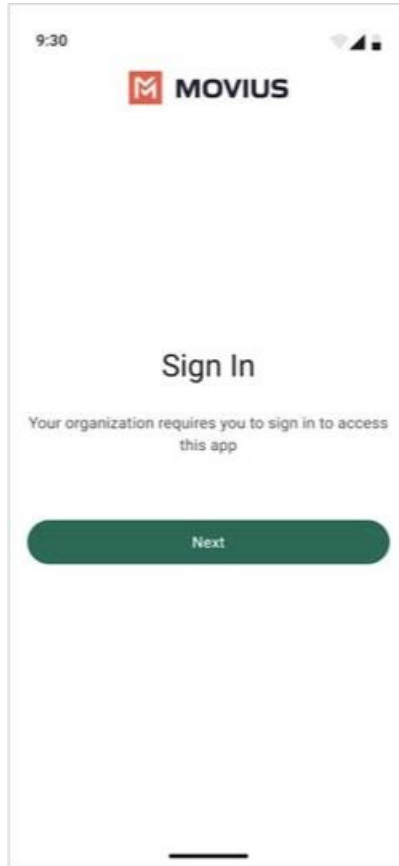 9:30
MOVIUS
Sign In
Your organization requires you to sign in to access
this app
Next